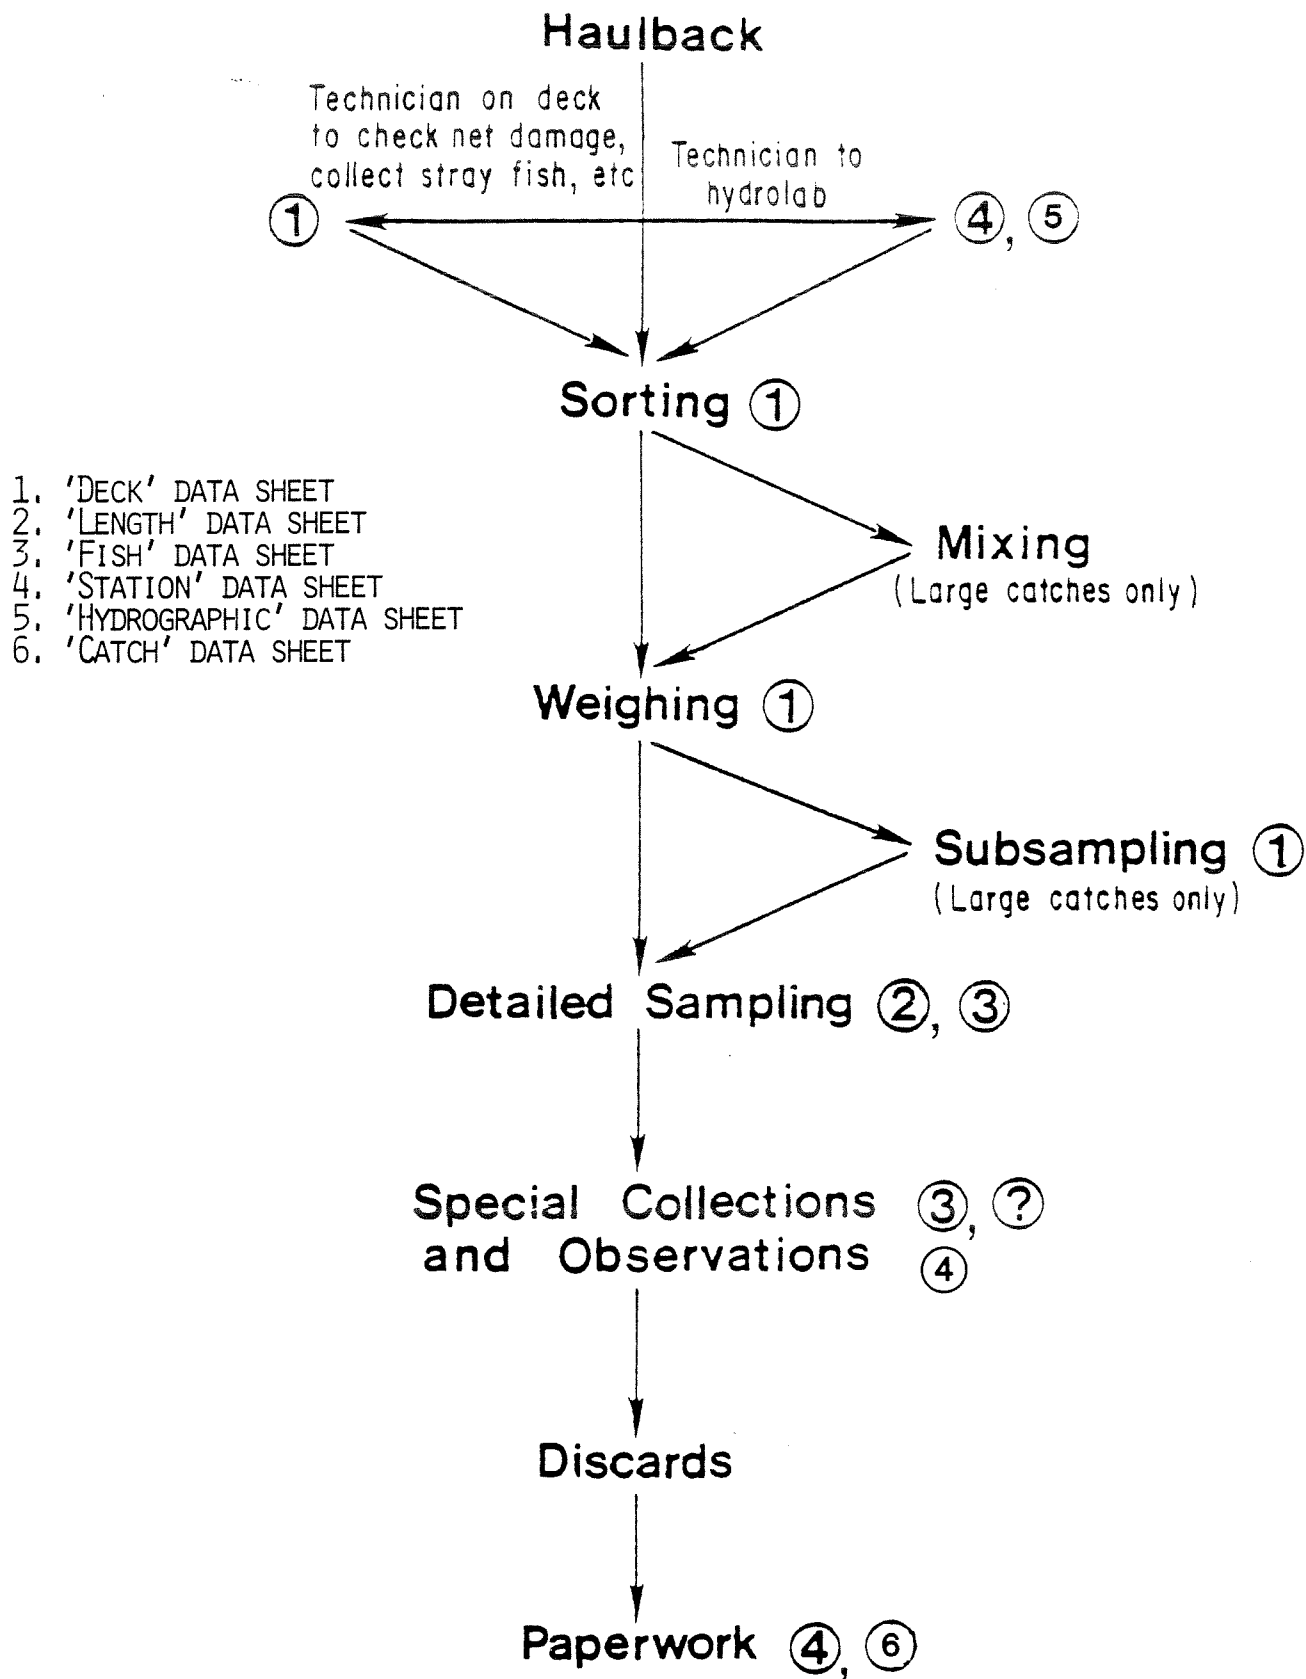 Haulback
Technician on deck
to check net damage,
collect stray fish, etc
Technician to
hydrolab
①
④, ⑤
Sorting ①
1. 'DECK' DATA SHEET
2. 'LENGTH' DATA SHEET
3. 'FISH' DATA SHEET
4. 'STATION' DATA SHEET
5. 'HYDROGRAPHIC' DATA SHEET
6. 'CATCH' DATA SHEET
Mixing
(Large catches only)
Weighing ①
Subsampling ①
(Large catches only)
Detailed Sampling ②, ③
Special Collections ③, ?
and Observations ④
Discards
Paperwork ④, ⑥